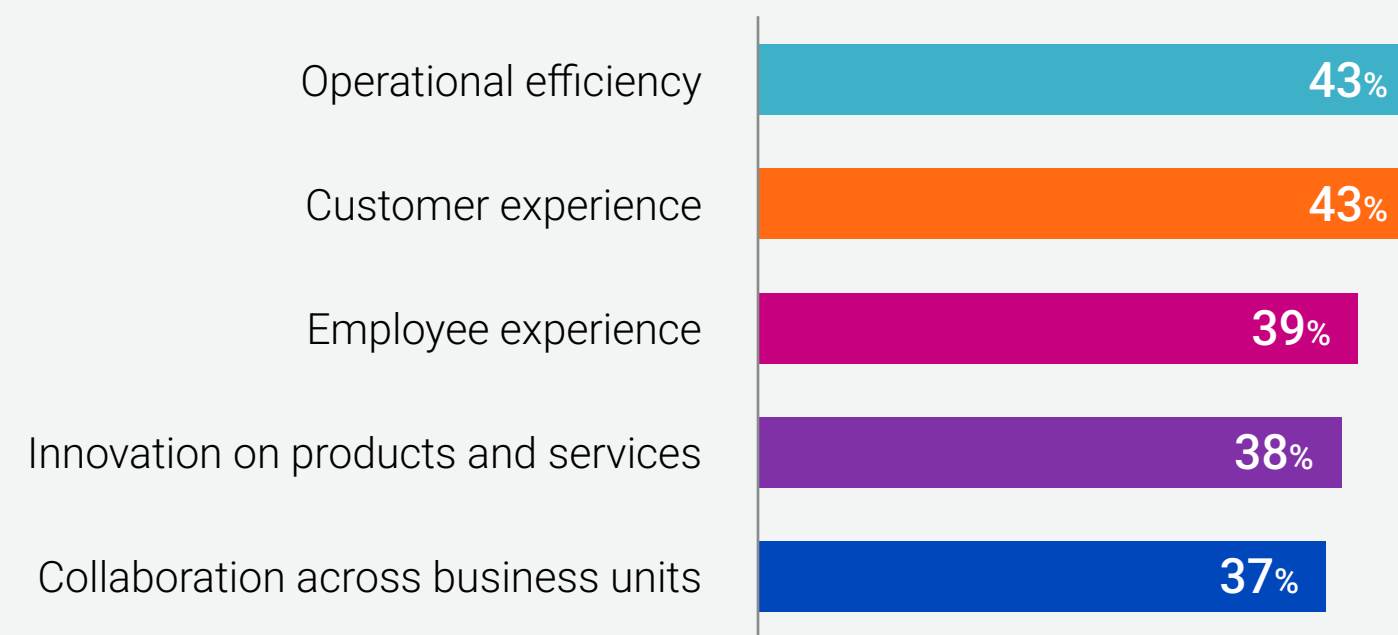 Operational efficiency 43%
Customer experience 43%
Employee experience 39%
Innovation on products and services 38%
Collaboration across business units 37%